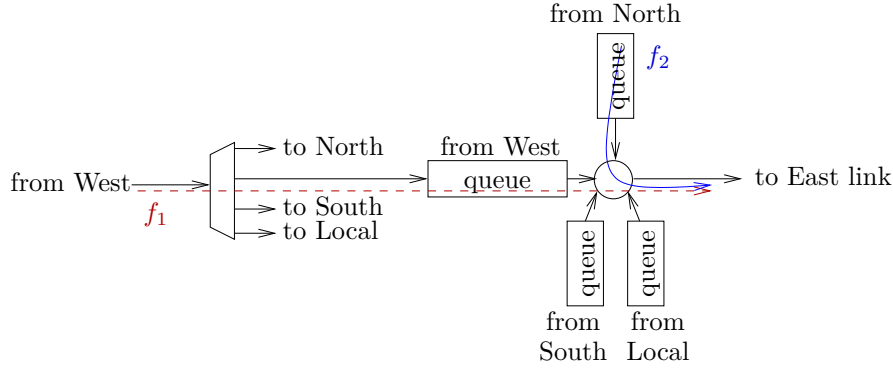 from North
queue
f2
to North
from West
queue
from West
to East link
f1
to South
to Local
queue
queue
from
South
from
Local